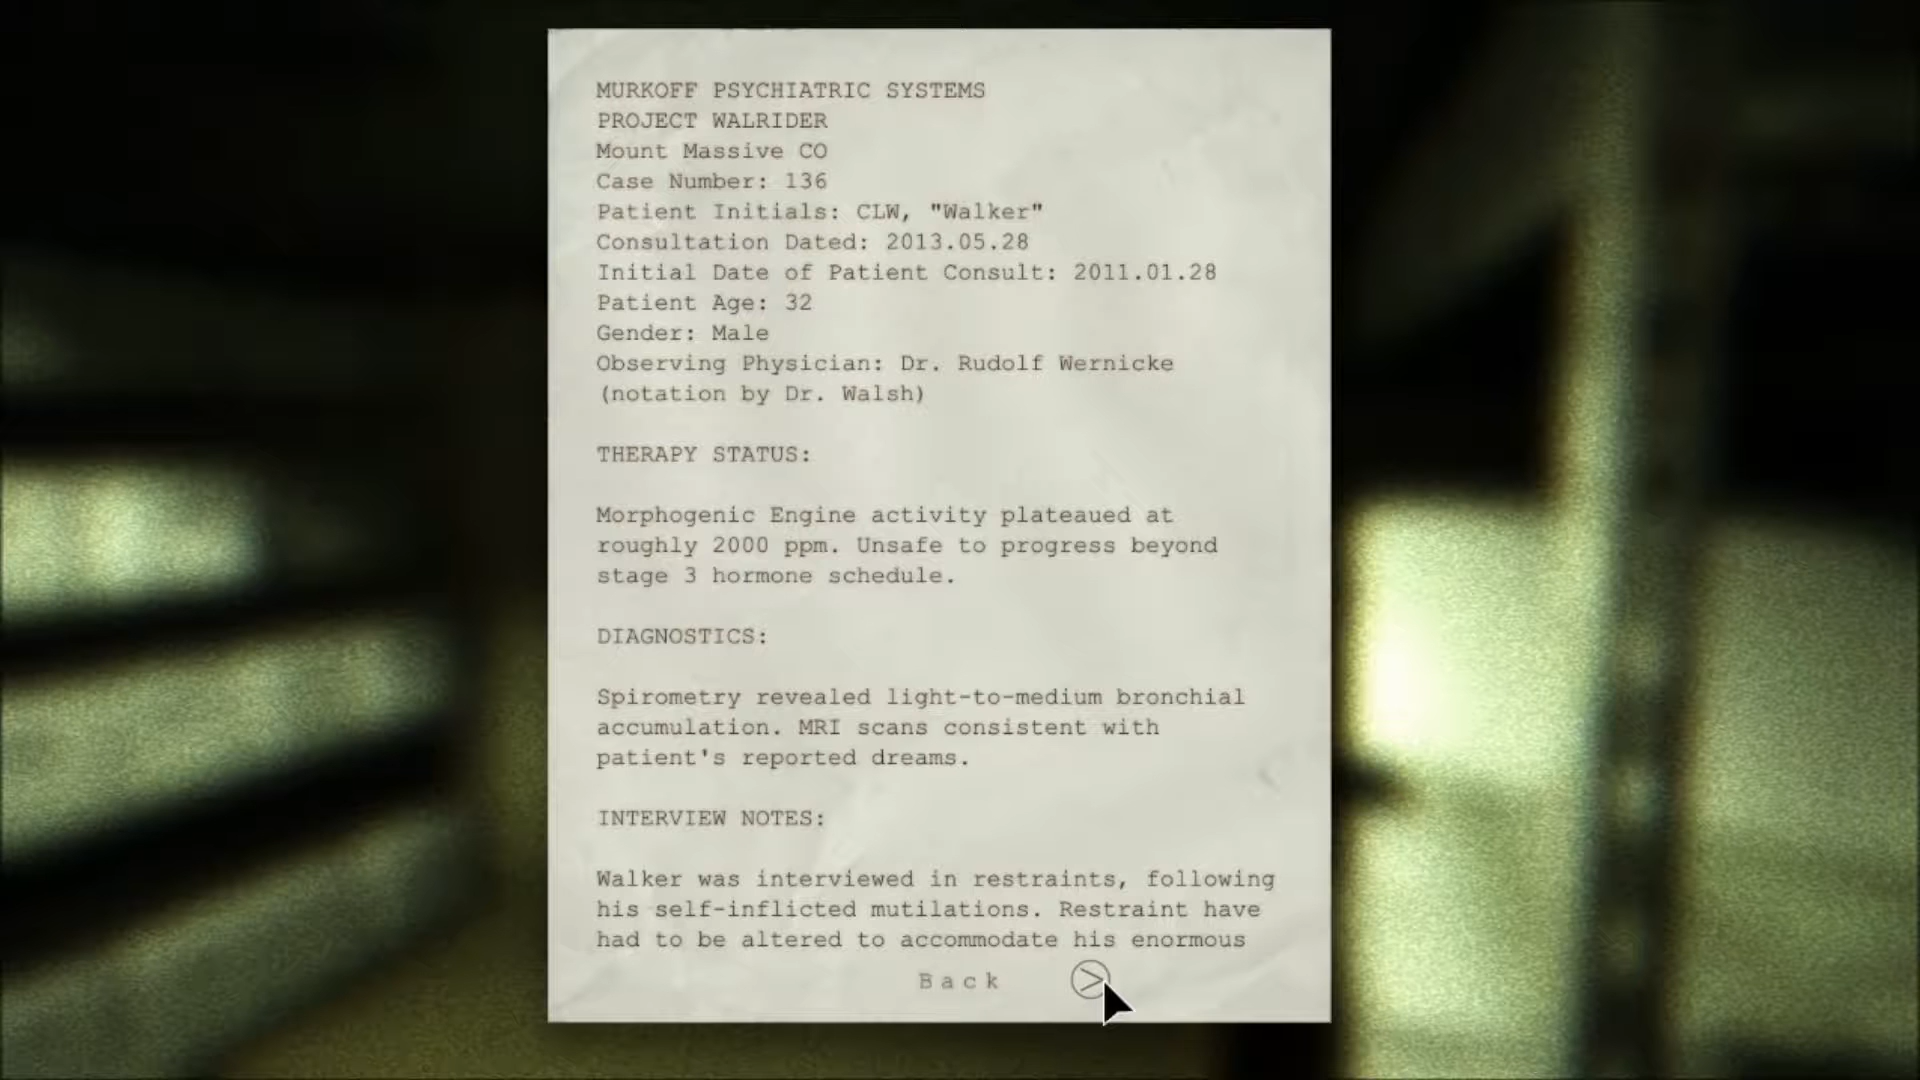 MURKOFF PSYCHIATRIC SYSTEMS
PROJECT WALRIDER
Mount Massive CO
Case Number: 136
Patient Initials: CLW, "Walker"
Consultation Dated: 2013.05.28
Initial Date of Patient Consult: 2011.01.28
Patient Age: 32
Gender: Male
Observing Physician: Dr. Rudolf Wernicke
(notation by Dr. Walsh)
THERAPY STATUS:
Morphogenic Engine activity plateaued at
roughly 2000 ppm. Unsafe to progress beyond
stage 3 hormone schedule.
DIAGNOSTICS:
Spirometry revealed light-to-medium bronchial
accumulation. MRI scans consistent with
patient's reported dreams.
INTERVIEW NOTES:
Walker was interviewed in restraints, following
his self-inflicted mutilations. Restraint have
had to be altered to accommodate his enormous
Back >